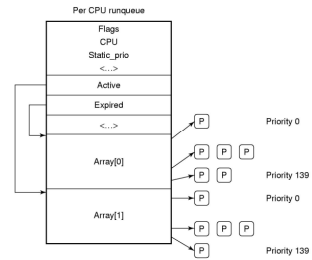 Per CPU runqueue
Flags
CPU
Static_prio
<...>
Active
Expired
<...>
P Priority 0
Array[0]
P P P
P P Priority 139
P Priority 0
Array[1]
P P P
P Priority 139